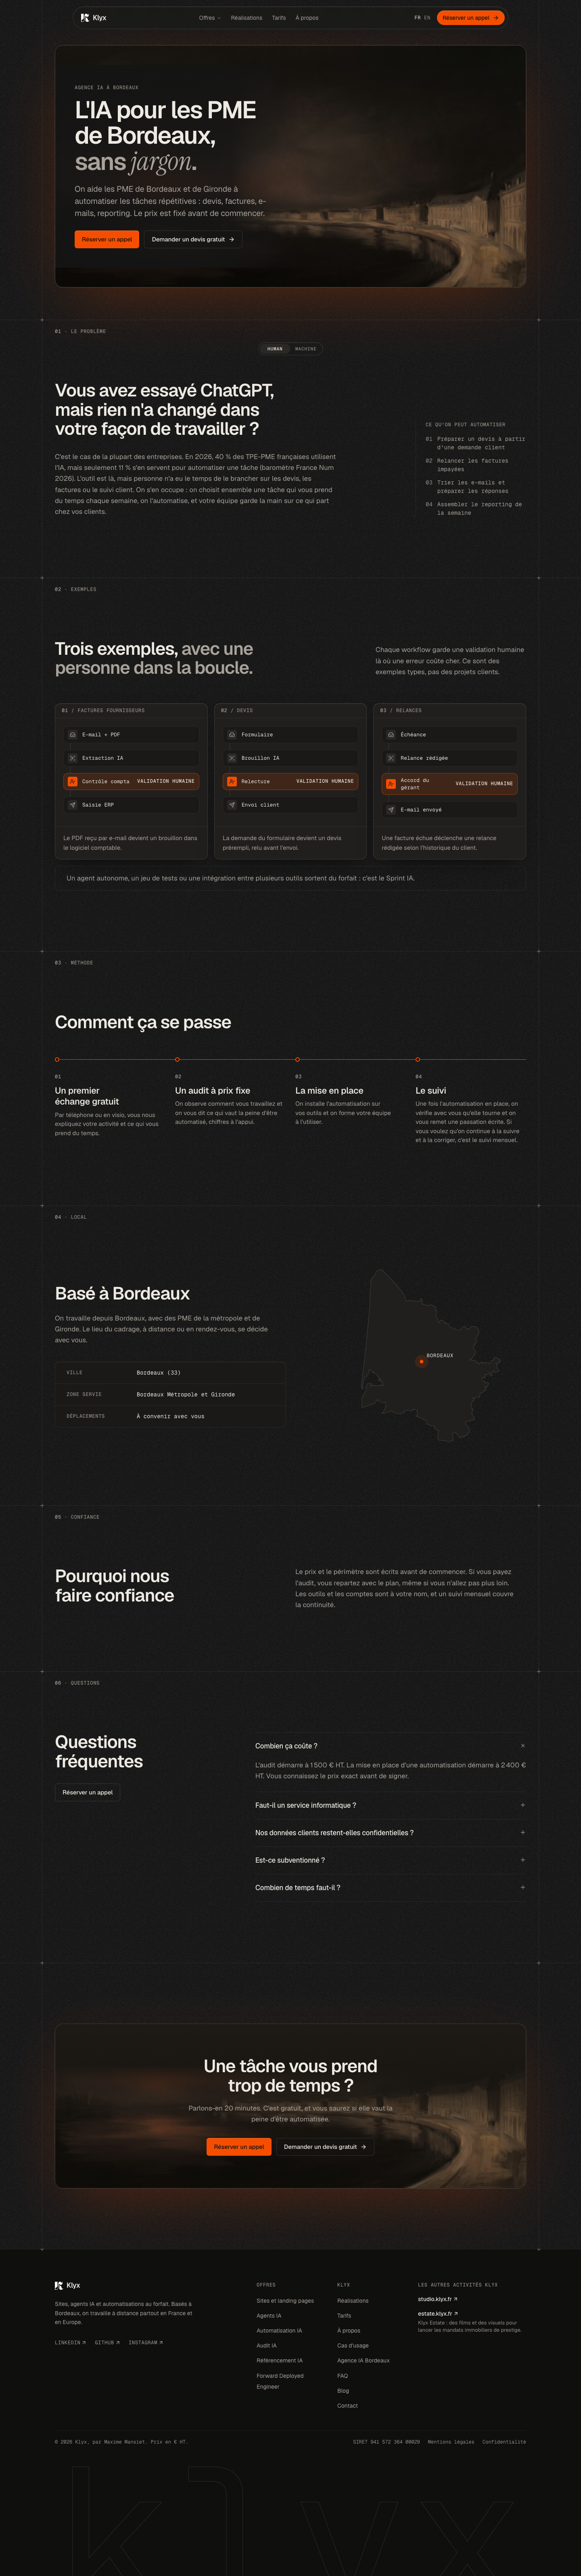 Klyx
Offres
Réalisations
Tarifs
À propos
FR EN
Réserver un appel →
AGENCE IA À BORDEAUX
L'IA pour les PME
de Bordeaux,
sans jargon.
On aide les PME de Bordeaux et de Gironde à
automatiser les tâches répétitives : devis, factures, e-
mails, reporting. Le prix est fixé avant de commencer.
Réserver un appel
Demander un devis gratuit →
01 · LE PROBLÈME
HUMAN MACHINE
Vous avez essayé ChatGPT,
mais rien n'a changé dans
votre façon de travailler ?
C'est le cas de la plupart des entreprises. En 2026, 40 % des TPE-PME françaises utilisent
l'IA, mais seulement 11 % s'en servent pour automatiser une tâche (baromètre France Num
2026). L'outil est là, mais personne n'a eu le temps de le brancher sur les devis, les
factures ou le suivi client. On s'en occupe : on choisit ensemble une tâche qui vous prend
du temps chaque semaine, on l'automatise, et votre équipe garde la main sur ce qui part
chez vos clients.
CE QU'ON PEUT AUTOMATISER
01 Préparer un devis à partir
d'une demande client
02 Relancer les factures
impayées
03 Trier les e-mails et
préparer les réponses
04 Assembler le reporting de
la semaine
02 · EXEMPLES
Trois exemples, avec une
personne dans la boucle.
Chaque workflow garde une validation humaine
là où une erreur coûte cher. Ce sont des
exemples types, pas des projets clients.
01 / FACTURES FOURNISSEURS
E-mail + PDF
Extraction IA
Contrôle compta VALIDATION HUMAINE
Saisie ERP
Le PDF reçu par e-mail devient un brouillon dans
le logiciel comptable.
02 / DEVIS
Formulaire
Brouillon IA
Relecture VALIDATION HUMAINE
Envoi client
La demande du formulaire devient un devis
prérempli, relu avant l'envoi.
03 / RELANCES
Échéance
Relance rédigée
Accord du
gérant VALIDATION HUMAINE
E-mail envoyé
Une facture échue déclenche une relance
rédigée selon l'historique du client.
Un agent autonome, un jeu de tests ou une intégration entre plusieurs outils sortent du forfait : c'est le Sprint IA.
03 · MÉTHODE
Comment ça se passe
01
Un premier
échange gratuit
Par téléphone ou en visio, vous nous
expliquez votre activité et ce qui vous
prend du temps.
02
Un audit à prix fixe
On observe comment vous travaillez et
on vous dit ce qui vaut la peine d'être
automatisé, chiffres à l'appui.
03
La mise en place
On installe l'automatisation sur
vos outils et on forme votre équipe
à l'utiliser.
04
Le suivi
Une fois l'automatisation en place, on
vérifie avec vous qu'elle tourne et on
vous remet une passation écrite. Si
vous voulez qu'on continue à la suivre
et à la corriger, c'est le suivi mensuel.
04 · LOCAL
Basé à Bordeaux
On travaille depuis Bordeaux, avec des PME de la métropole et de
Gironde. Le lieu du cadrage, à distance ou en rendez-vous, se décide
avec vous.
VILLE Bordeaux (33)
ZONE SERVIE Bordeaux Métropole et Gironde
DÉPLACEMENTS À convenir avec vous
BORDEAUX
05 · CONFIANCE
Pourquoi nous
faire confiance
Le prix et le périmètre sont écrits avant de commencer. Si vous payez
l'audit, vous repartez avec le plan, même si vous n'allez pas plus loin.
Les outils et les comptes sont à votre nom, et un suivi mensuel couvre
la continuité.
06 · QUESTIONS
Questions
fréquentes
Réserver un appel
Combien ça coûte ?
L'audit démarre à 1 500 € HT. La mise en place d'une automatisation démarre à 2 400 €
HT. Vous connaissez le prix exact avant de signer.
Faut-il un service informatique ?
Nos données clients restent-elles confidentielles ?
Est-ce subventionné ?
Combien de temps faut-il ?
Une tâche vous prend
trop de temps ?
Parlons-en 20 minutes. C'est gratuit, et vous saurez si elle vaut la
peine d'être automatisée.
Réserver un appel
Demander un devis gratuit →
Klyx
Sites, agents IA et automatisations au forfait. Basés à
Bordeaux, on travaille à distance partout en France et
en Europe.
LINKEDIN ↗ GITHUB ↗ INSTAGRAM ↗
OFFRES
Sites et landing pages
Agents IA
Automatisation IA
Audit IA
Référencement IA
Forward Deployed
Engineer
KLYX
Réalisations
Tarifs
À propos
Cas d'usage
Agence IA Bordeaux
FAQ
Blog
Contact
LES AUTRES ACTIVITÉS KLYX
studio.klyx.fr ↗
estate.klyx.fr ↗
Klyx Estate : des films et des visuels pour
lancer les mandats immobiliers de prestige.
© 2026 Klyx, par Maxime Mansiet. Prix en € HT.
SIRET 941 572 364 00029 Mentions légales Confidentialité
klyx